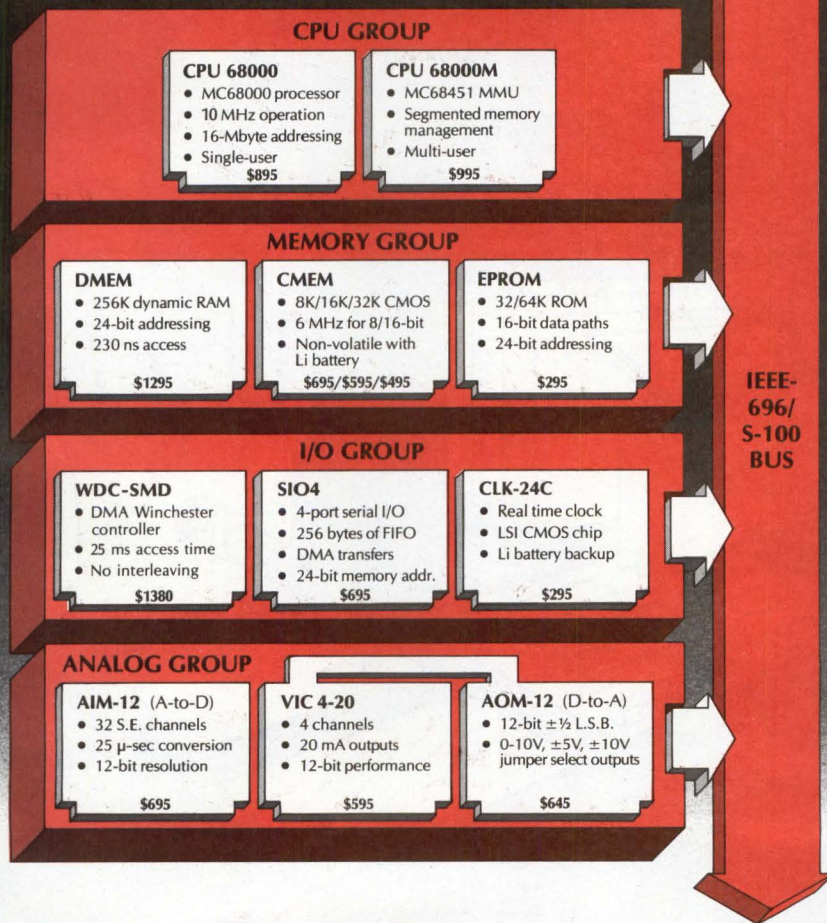 CPU GROUP
CPU 68000
• MC68000 processor
• 10 MHz operation
• 16-Mbyte addressing
• Single-user
$895
CPU 68000M
• MC68451 MMU
• Segmented memory
management
• Multi-user
$995
MEMORY GROUP
DMEM
• 256K dynamic RAM
• 24-bit addressing
• 230 ns access
$1295
CMEM
• 8K/16K/32K CMOS
• 6 MHz for 8/16-bit
• Non-volatile with
Li battery
$695/$595/$495
EPROM
• 32/64K ROM
• 16-bit data paths
• 24-bit addressing
$295
I/O GROUP
WDC-SMD
• DMA Winchester
controller
• 25 ms access time
• No interleaving
$1380
SIO4
• 4-port serial I/O
• 256 bytes of FIFO
• DMA transfers
• 24-bit memory addr.
$695
CLK-24C
• Real time clock
• LSI CMOS chip
• Li battery backup
$295
ANALOG GROUP
AIM-12 (A-to-D)
• 32 S.E. channels
• 25 μ-sec conversion
• 12-bit resolution
$695
VIC 4-20
• 4 channels
• 20 mA outputs
• 12-bit performance
$595
AOM-12 (D-to-A)
• 12-bit ±½ L.S.B.
• 0-10V, ±5V, ±10V
jumper select outputs
$645
IEEE-
696/
S-100
BUS